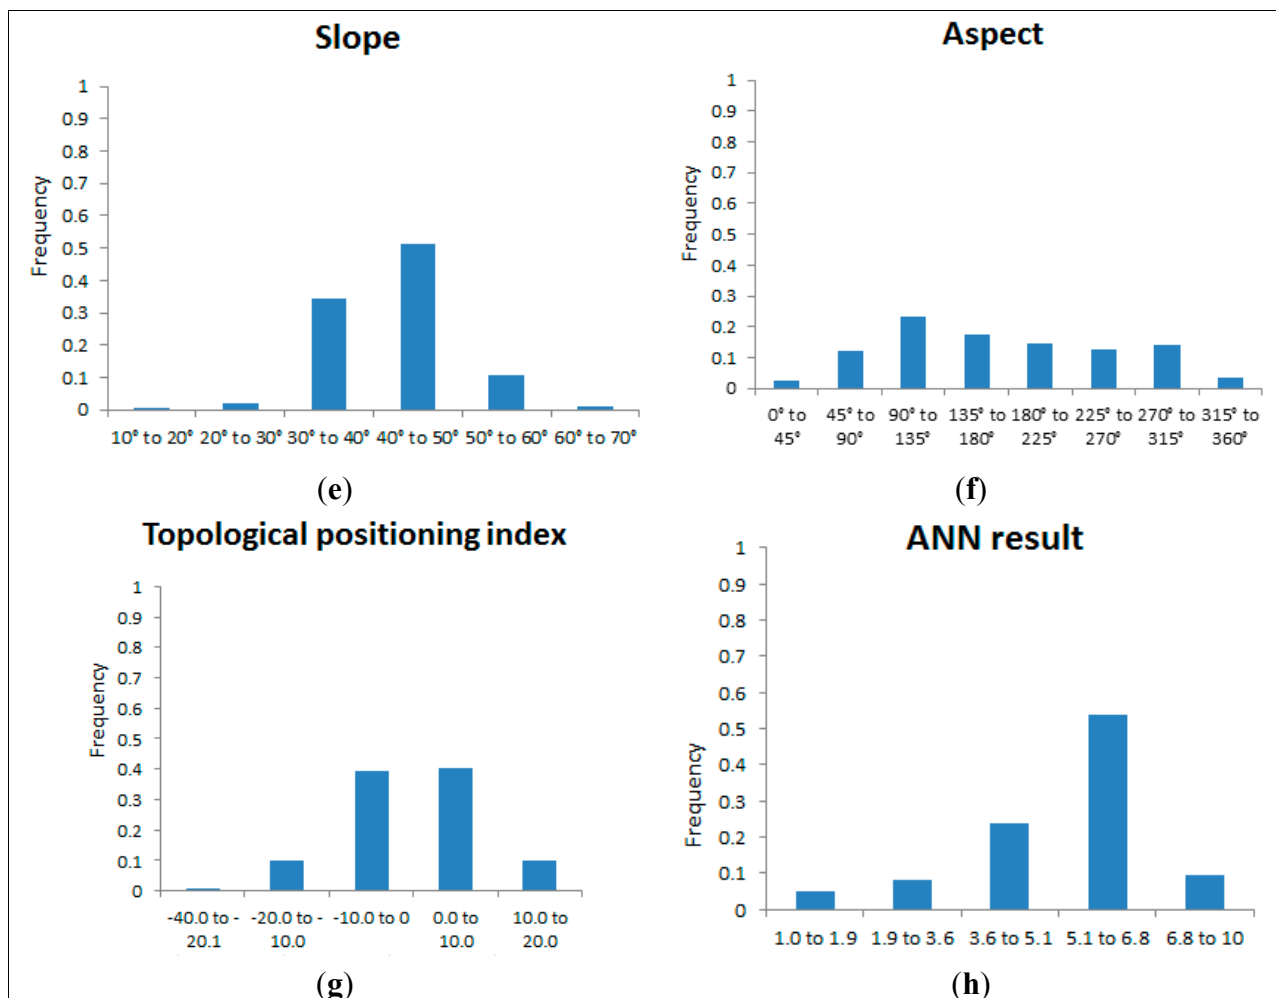 Slope
1
0.9
0.8
0.7
0.6
0.5
0.4
0.3
0.2
0.1
0
Frequency
10° to 20° 20° to 30° 30° to 40° 40° to 50° 50° to 60° 60° to 70°
(e)
Aspect
1
0.9
0.8
0.7
0.6
0.5
0.4
0.3
0.2
0.1
0
Frequency
0° to 45° to 90° to 135° to 180° to 225° to 270° to 315° to
45° 90° 135° 180° 225° 270° 315° 360°
(f)
Topological positioning index
1
0.9
0.8
0.7
0.6
0.5
0.4
0.3
0.2
0.1
0
Frequency
-40.0 to - -20.0 to - -10.0 to 0 0.0 to 10.0 to
20.1 10.0 10.0 20.0
(g)
ANN result
1
0.9
0.8
0.7
0.6
0.5
0.4
0.3
0.2
0.1
0
Frequency
1.0 to 1.9 1.9 to 3.6 3.6 to 5.1 5.1 to 6.8 6.8 to 10
(h)